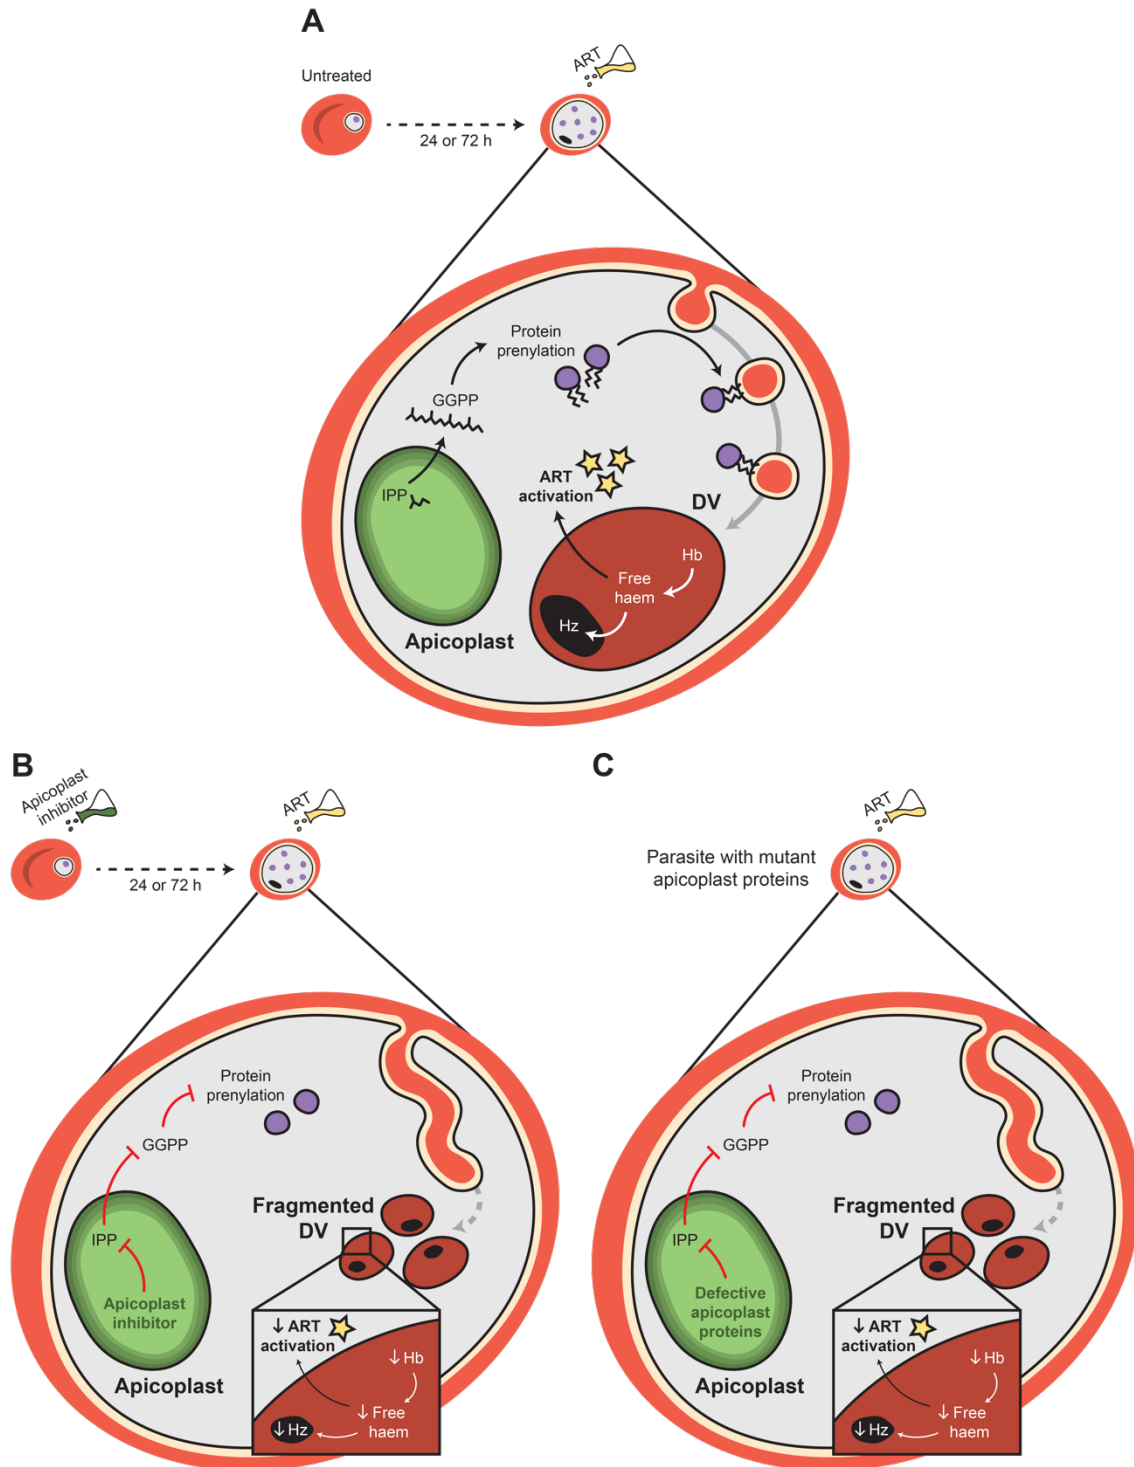 A
ART
Untreated
24 or 72 h
Protein
prenylation
GGPP
IPP
ART
activation
DV
Hb
Free
haem
Hz
Apicoplast
B
Apicoplast
inhibitor
ART
24 or 72 h
Protein
prenylation
GGPP
Fragmented
DV
IPP
Apicoplast
inhibitor
Apicoplast
↓ ART
activation
↓ Hb
↓ Free
haem
↓ Hz
C
ART
Parasite with mutant
apicoplast proteins
Protein
prenylation
GGPP
Fragmented
DV
IPP
Defective
apicoplast
proteins
Apicoplast
↓ ART
activation
↓ Hb
↓ Free
haem
↓ Hz